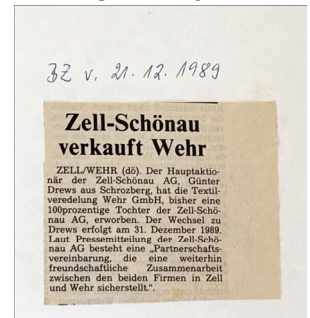 BZ v. 21.12.1989
Zell-Schönau
verkauft Wehr
ZELL/WEHR (dö). Der Hauptaktio-
när der Zell-Schönau AG, Günter
Drews aus Schrozberg, hat die Textil-
veredelung Wehr GmbH, bisher eine
100prozentige Tochter der Zell-Schö-
nau AG, erworben. Der Wechsel zu
Drews erfolgt am 31. Dezember 1989.
Laut Pressemitteilung der Zell-Schö-
nau AG besteht eine „Partnerschafts-
vereinbarung, die eine weiterhin
freundschaftliche Zusammenarbeit
zwischen den beiden Firmen in Zell
und Wehr sicherstellt.".